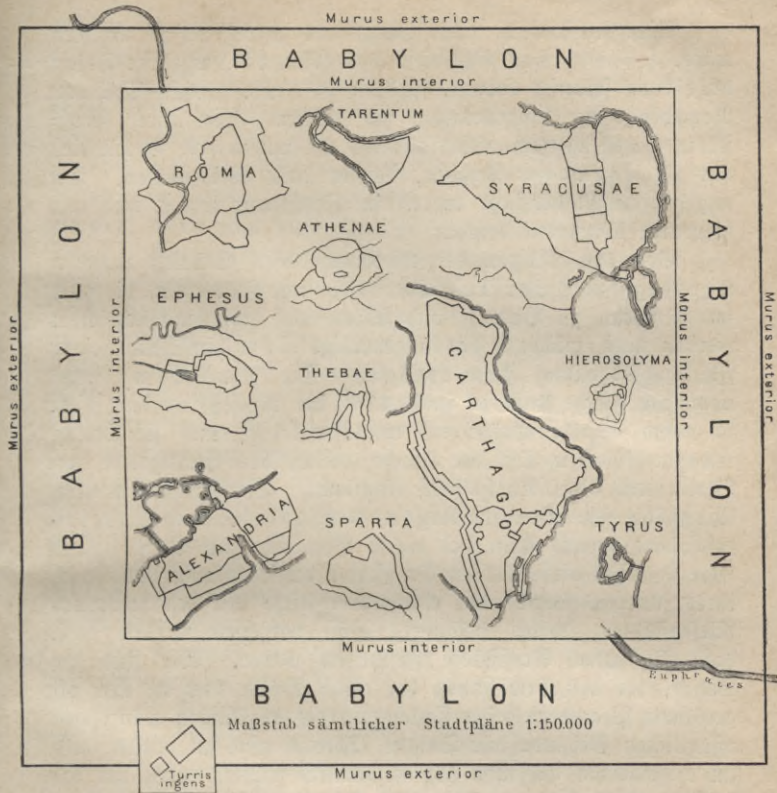 Murus exterior
BABYLON
Murus interior
TARENTUM
ROMA
SYRACUSAE
ATHENAE
BABYLON
BABYLON
Murus exterior
Murus interior
EPHESUS
Murus interior
Murus exterior
CARTHAGO
THEBAE
HIEROSOLYMA
ALEXANDRIA
SPARTA
TYRUS
Murus interior
Euphrates
BABYLON
Maßstab sämtlicher Stadtpläne 1:150.000
Turris
ingens
Murus exterior